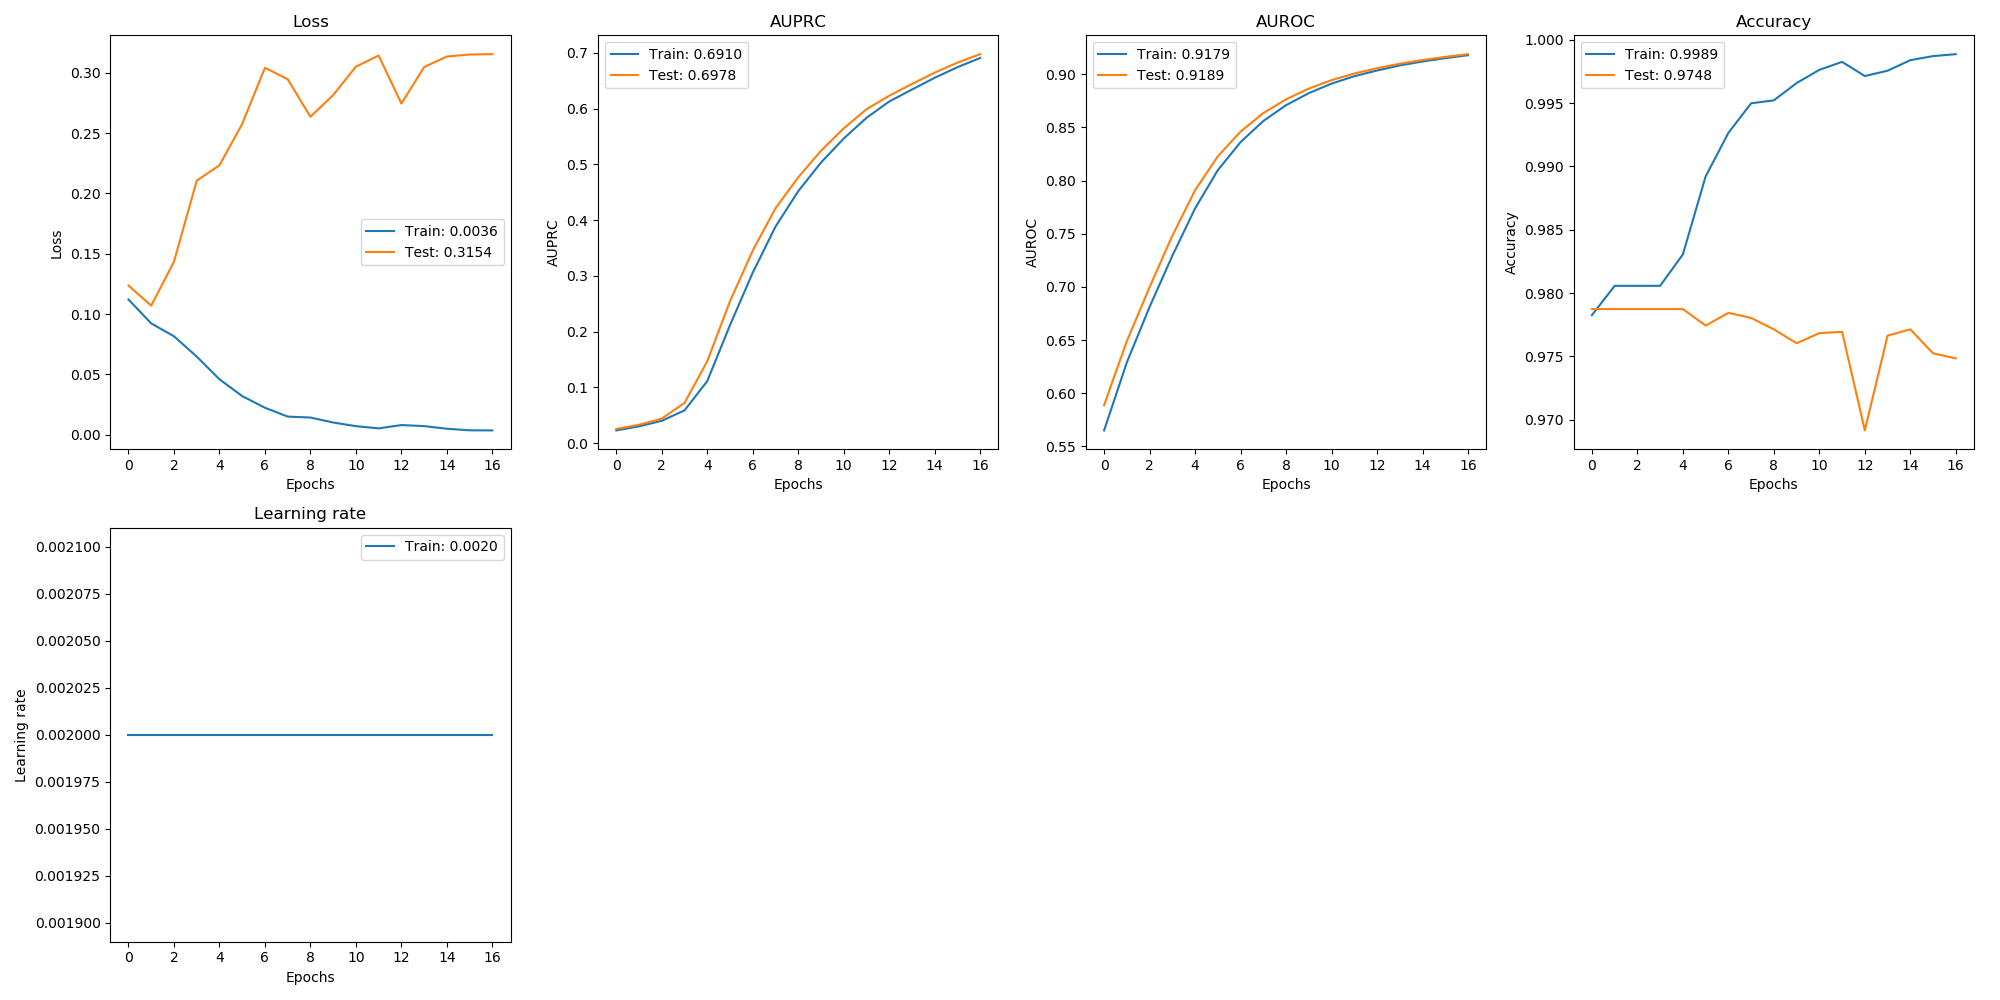 Loss
Loss
0.30
0.25
0.20
0.15
0.10
0.05
0.00
Train: 0.0036
Test: 0.3154
0 2 4 6 8 10 12 14 16
Epochs
AUPRC
AUPRC
0.7
0.6
0.5
0.4
0.3
0.2
0.1
0.0
Train: 0.6910
Test: 0.6978
0 2 4 6 8 10 12 14 16
Epochs
AUROC
AUROC
0.90
0.85
0.80
0.75
0.70
0.65
0.60
0.55
Train: 0.9179
Test: 0.9189
0 2 4 6 8 10 12 14 16
Epochs
Accuracy
Accuracy
1.000
0.995
0.990
0.985
0.980
0.975
0.970
Train: 0.9989
Test: 0.9748
0 2 4 6 8 10 12 14 16
Epochs
Learning rate
Learning rate
0.002100
0.002075
0.002050
0.002025
0.002000
0.001975
0.001950
0.001925
0.001900
Train: 0.0020
0 2 4 6 8 10 12 14 16
Epochs